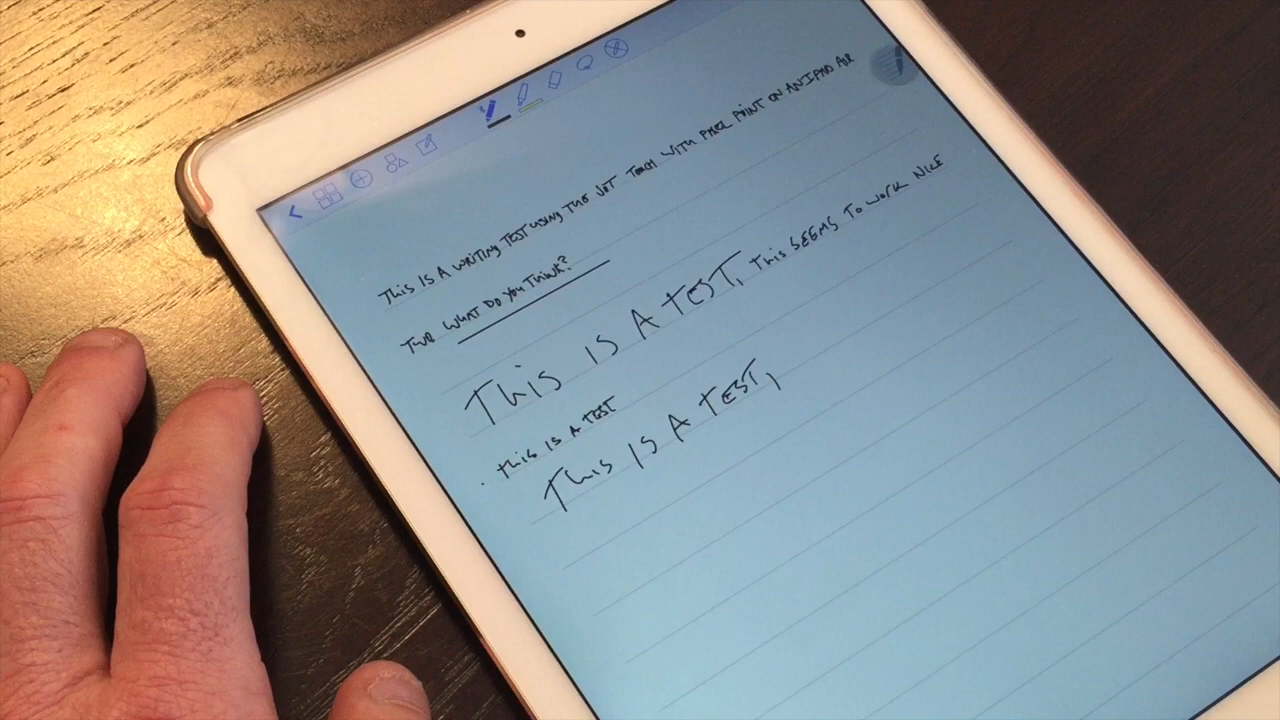 This IS A WRITING TEST USING THE JOT TOUCH WITH PIXEL POINT ON AN IPAD AIR
WHAT DO YOU THINK?
This IS A TEST, This SEEMS TO WORK NICE
This IS A TEST
This IS A TEST,